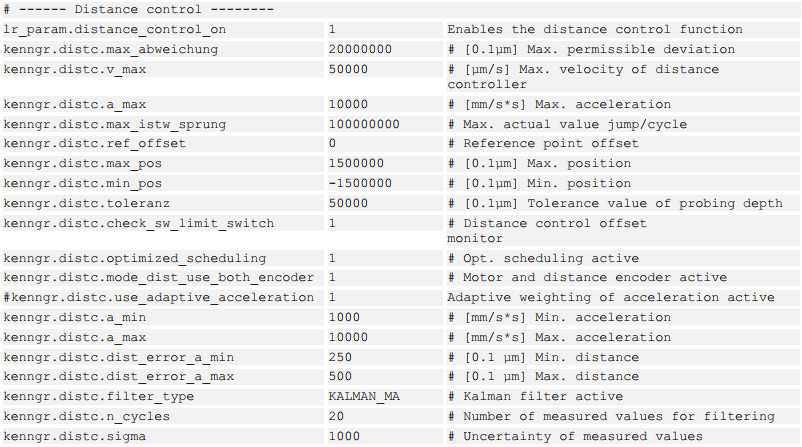 # ------ Distance control --------
lr_param.distance_control_on 1 Enables the distance control function
kenngr.distc.max_abweichung 20000000 # [0.1µm] Max. permissible deviation
kenngr.distc.v_max 50000 # [µm/s] Max. velocity of distance
controller
kenngr.distc.a_max 10000 # [mm/s*s] Max. acceleration
kenngr.distc.max_istw_sprung 100000000 # Max. actual value jump/cycle
kenngr.distc.ref_offset 0 # Reference point offset
kenngr.distc.max_pos 1500000 # [0.1µm] Max. position
kenngr.distc.min_pos -1500000 # [0.1µm] Min. position
kenngr.distc.toleranz 50000 # [0.1µm] Tolerance value of probing depth
kenngr.distc.check_sw_limit_switch 1 # Distance control offset
monitor
kenngr.distc.optimized_scheduling 1 # Opt. scheduling active
kenngr.distc.mode_dist_use_both_encoder 1 # Motor and distance encoder active
#kenngr.distc.use_adaptive_acceleration 1 Adaptive weighting of acceleration active
kenngr.distc.a_min 1000 # [mm/s*s] Min. acceleration
kenngr.distc.a_max 10000 # [mm/s*s] Max. acceleration
kenngr.distc.dist_error_a_min 250 # [0.1 µm] Min. distance
kenngr.distc.dist_error_a_max 500 # [0.1 µm] Max. distance
kenngr.distc.filter_type KALMAN_MA # Kalman filter active
kenngr.distc.n_cycles 20 # Number of measured values for filtering
kenngr.distc.sigma 1000 # Uncertainty of measured values